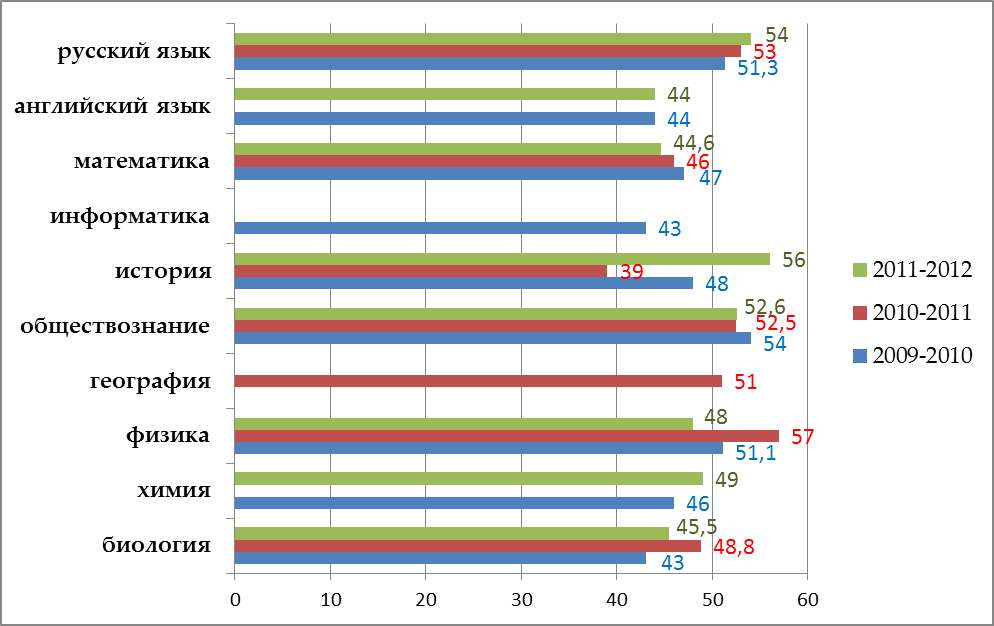 русский язык
54
53
51,3
английский язык
44
44
математика
44,6
46
47
информатика
43
история
56
39
48
обществознание
52,6
52,5
54
география
51
физика
48
57
51,1
химия
49
46
биология
45,5
48,8
43
0 10 20 30 40 50 60
2011-2012
2010-2011
2009-2010